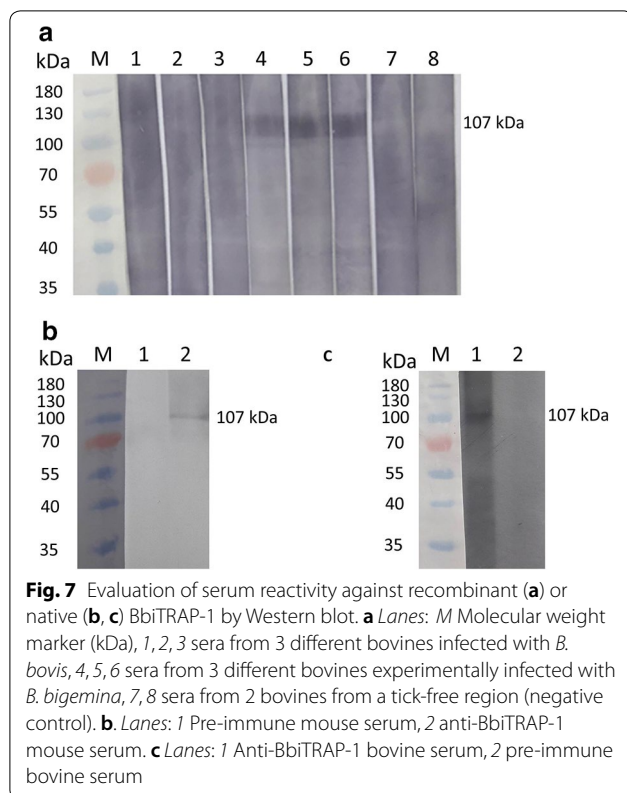 a
kDa M 1 2 3 4 5 6 7 8
180
130
107 kDa
100
70
55
40
35
b
kDa M 1 2
180
130
100
107 kDa
70
55
40
35
c
kDa M 1 2
180
130
100
107 kDa
70
55
40
35
Fig. 7 Evaluation of serum reactivity against recombinant (a) or
native (b, c) BbiTRAP-1 by Western blot. a Lanes: M Molecular weight
marker (kDa), 1, 2, 3 sera from 3 different bovines infected with B.
bovis, 4, 5, 6 sera from 3 different bovines experimentally infected with
B. bigemina, 7, 8 sera from 2 bovines from a tick-free region (negative
control). b. Lanes: 1 Pre-immune mouse serum, 2 anti-BbiTRAP-1
mouse serum. c Lanes: 1 Anti-BbiTRAP-1 bovine serum, 2 pre-immune
bovine serum